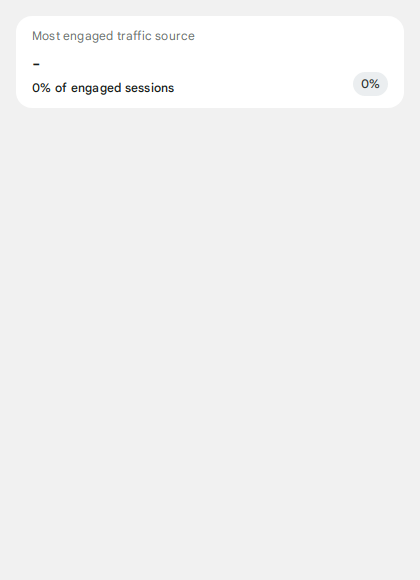 Most engaged traffic source
-
0% of engaged sessions
0%